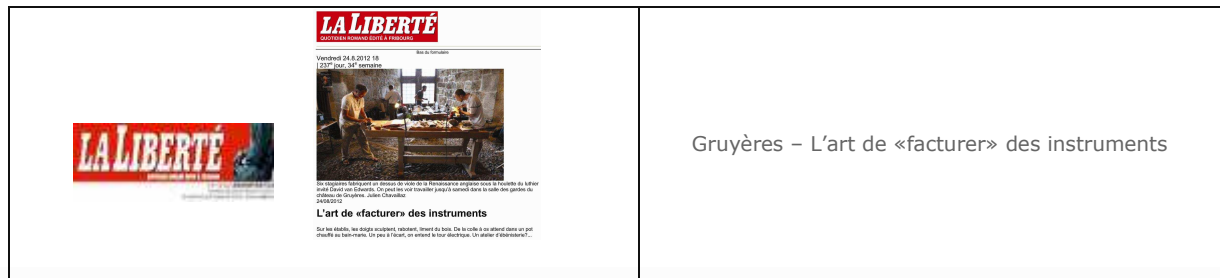 LA LIBERTÉ
LA LIBERTÉ
QUOTIDIEN ROMAND ÉDITÉ À FRIBOURG
Bas du formulaire
Vendredi 24.8.2012 18
| 237e jour, 34e semaine
Six stagiaires fabriquent un dessus de viole de la Renaissance anglaise sous la houlette du luthier
invité David van Edwards. On peut les voir travailler jusqu'à samedi dans la salle des gardes du
château de Gruyères. Julien Chavaillaz
24/08/2012
L'art de «facturer» des instruments
Sur les établis, les doigts sculptent, rabotent, liment du bois. De la colle à os attend dans un pot
chauffé au bain-marie. Un peu à l'écart, on entend le tour électrique. Un atelier d'ébénisterie?...
Gruyères – L’art de «facturer» des instruments